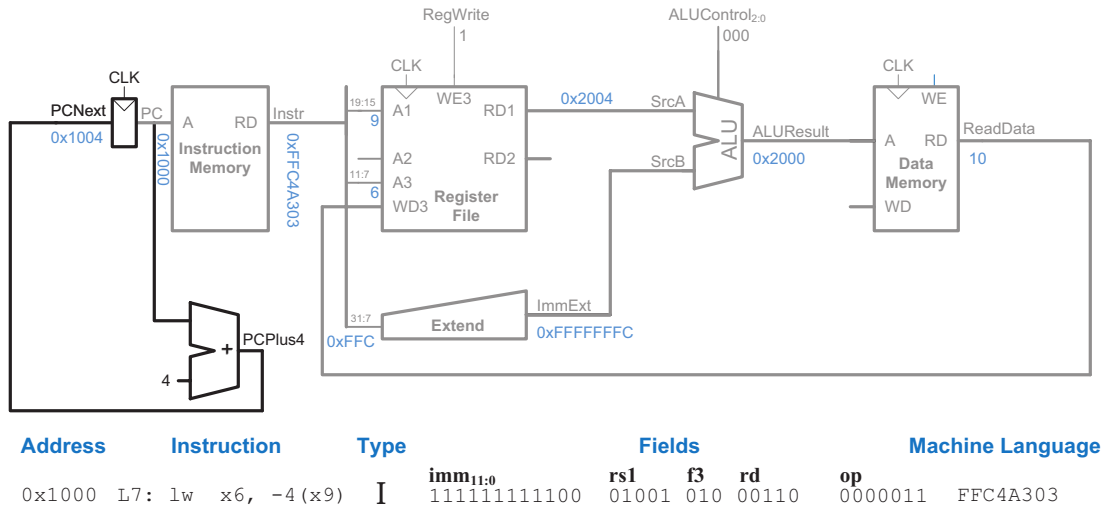 RegWrite ALUControl2:0
1 000
CLK CLK CLK
PCNext PC A RD Instr 19:15 A1 WE3 RD1 0x2004 SrcA ALU ALUResult A RD WE ReadData
0x1004 0x1000 Instruction Memory 0xFFC4A303 9 A2 RD2 SrcB 0x2000 Data Memory 10
11:7 A3
6 WD3 Register File WD
31:7 Extend ImmExt
0xFFC 0xFFFFFFFC
+ PCPlus4
4
Address Instruction Type Fields Machine Language
imm11:0 rs1 f3 rd op
0x1000 L7: lw x6, -4(x9) I 111111111100 01001 010 00110 0000011 FFC4A303